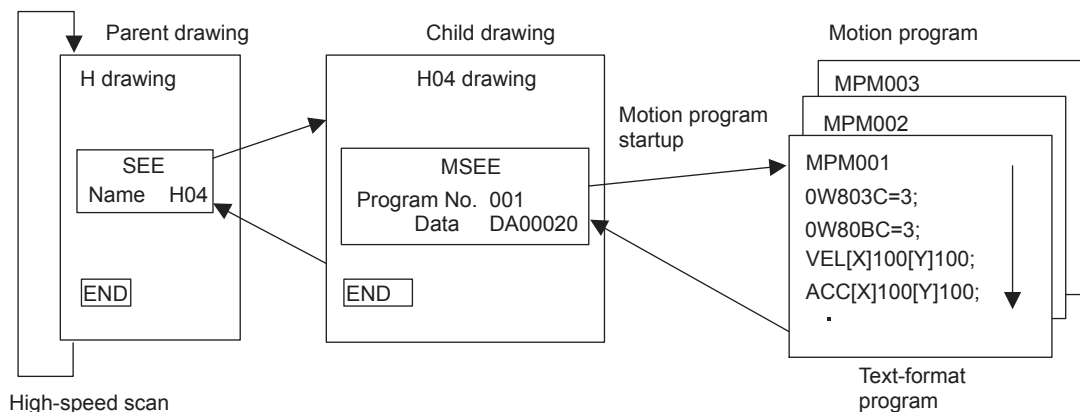 Parent drawing
H drawing
SEE
Name H04
END
High-speed scan
Child drawing
H04 drawing
MSEE
Program No. 001
Data DA00020
END
Motion program
startup
Motion program
MPM003
MPM002
MPM001
0W803C=3;
0W80BC=3;
VEL[X]100[Y]100;
ACC[X]100[Y]100;
.
Text-format
program